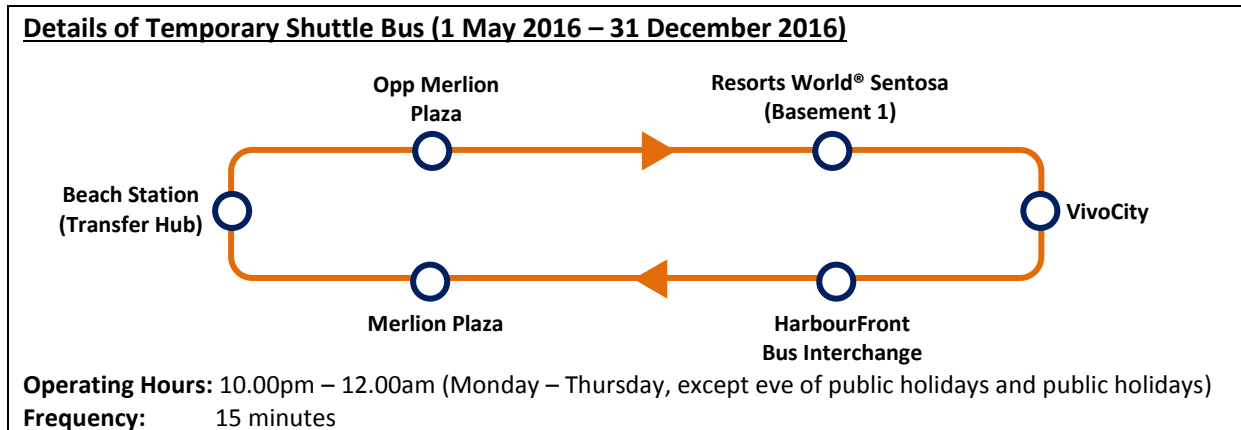 Details of Temporary Shuttle Bus (1 May 2016 – 31 December 2016)
Opp Merlion
Plaza
Resorts World® Sentosa
(Basement 1)
Beach Station
(Transfer Hub)
VivoCity
Merlion Plaza
HarbourFront
Bus Interchange
Operating Hours: 10.00pm – 12.00am (Monday – Thursday, except eve of public holidays and public holidays)
Frequency: 15 minutes